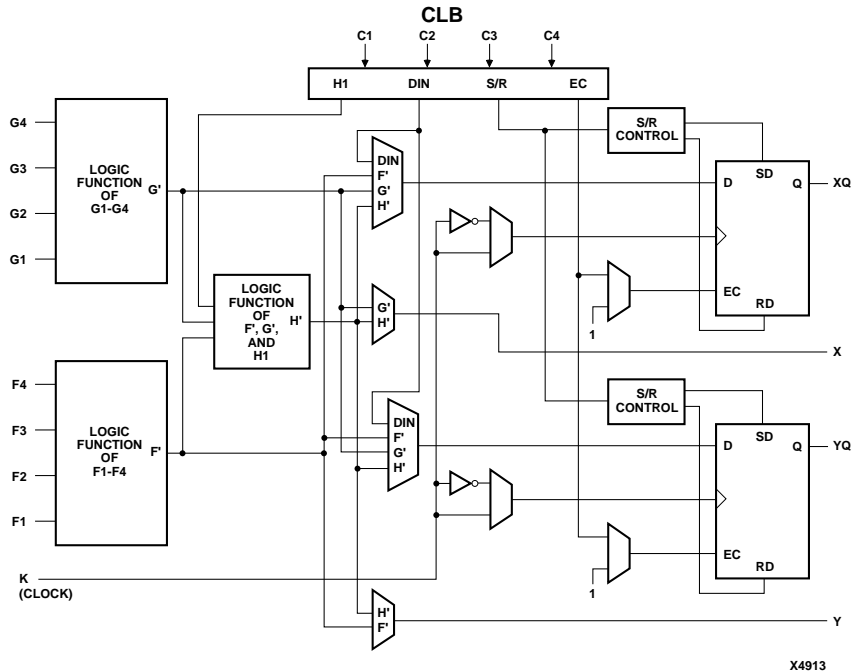 CLB
C1 C2 C3 C4
H1 DIN S/R EC
G4
G3
G2
G1
LOGIC
FUNCTION
OF
G1-G4
G'
DIN
F'
G'
H'
S/R
CONTROL
D
SD
Q
XQ
EC
RD
1
LOGIC
FUNCTION
OF
F', G',
AND
H1
H'
G'
H'
X
F4
F3
F2
F1
LOGIC
FUNCTION
OF
F1-F4
F'
DIN
F'
G'
H'
S/R
CONTROL
D
SD
Q
YQ
EC
RD
1
K
(CLOCK)
H'
F'
Y
X4913